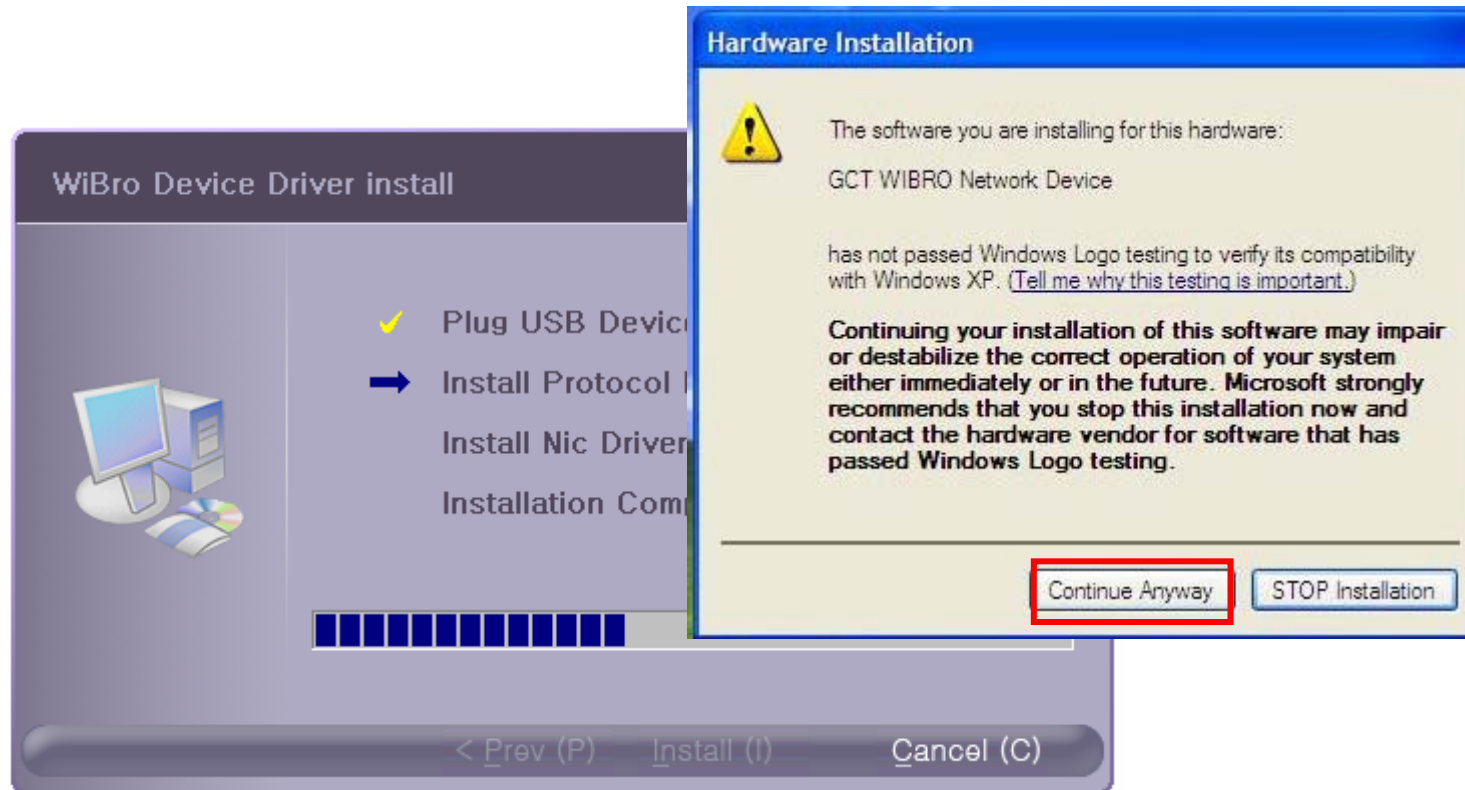 Hardware Installation
The software you are installing for this hardware:
GCT WIBRO Network Device
has not passed Windows Logo testing to verify its compatibility
with Windows XP. (Tell me why this testing is important.)
Continuing your installation of this software may impair
or destabilize the correct operation of your system
either immediately or in the future. Microsoft strongly
recommends that you stop this installation now and
contact the hardware vendor for software that has
passed Windows Logo testing.
Continue Anyway STOP Installation
WiBro Device Driver install
Plug USB
Install Protocol
Install Nic Driver
Installation
< Prev (P) Install (I) Cancel (C)